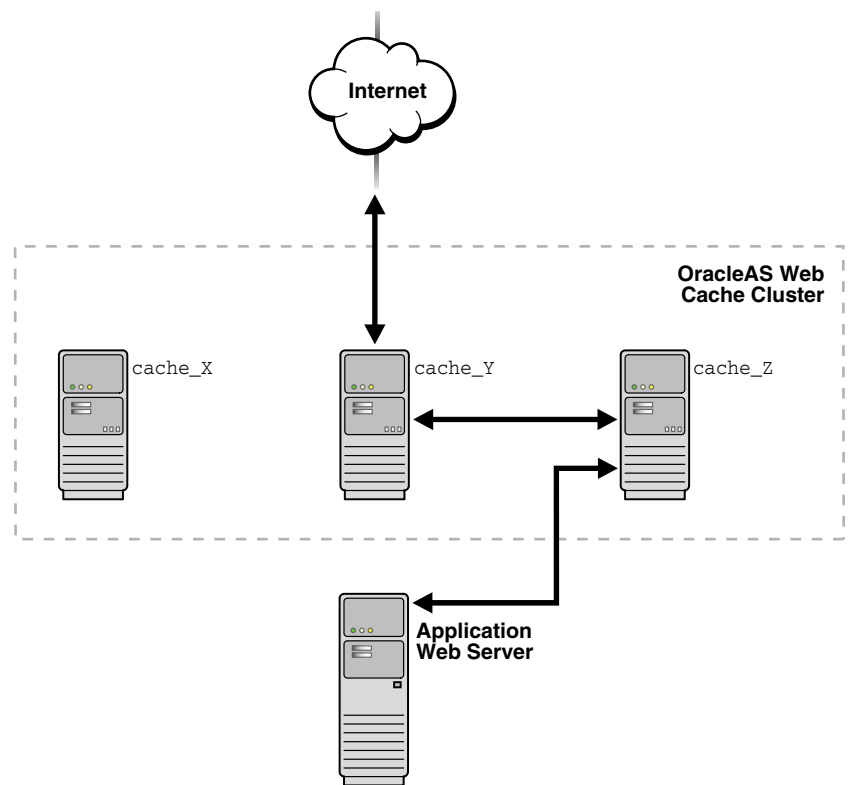 Internet
OracleAS Web
Cache Cluster
cache_X
cache_Y
cache_Z
Application
Web Server